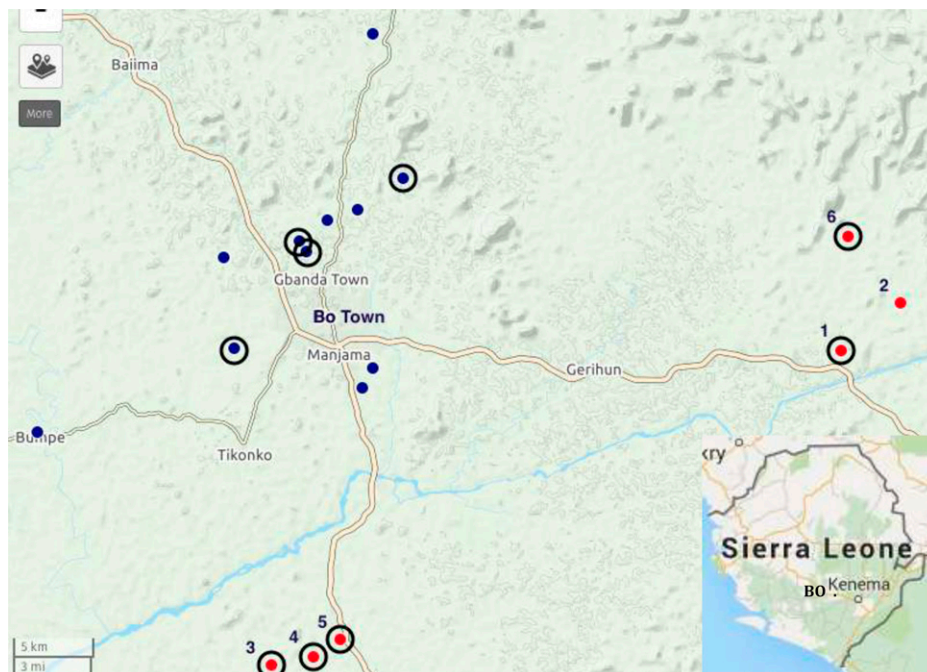 More
Baiima
6
Gbanda Town
2
Bo Town
1
Manjama
Gerihun
Bumpe
Tikonko
kry
Sierra Leone
Kenema
BO .
5
4
3
5 km
3 mi